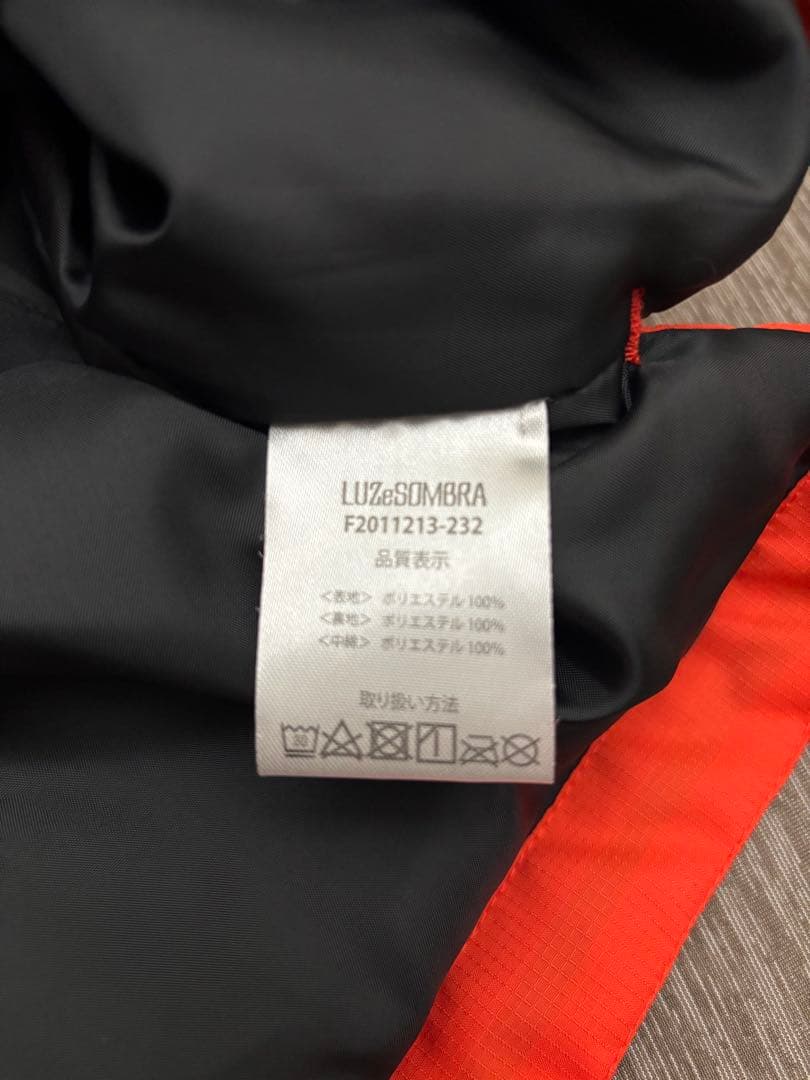 LUZeSOMBRA
F2011213-232
品質表示
<表地> ポリエステル 100%
<裏地> ポリエステル 100%
<中綿> ポリエステル 100%
取り扱い方法
30